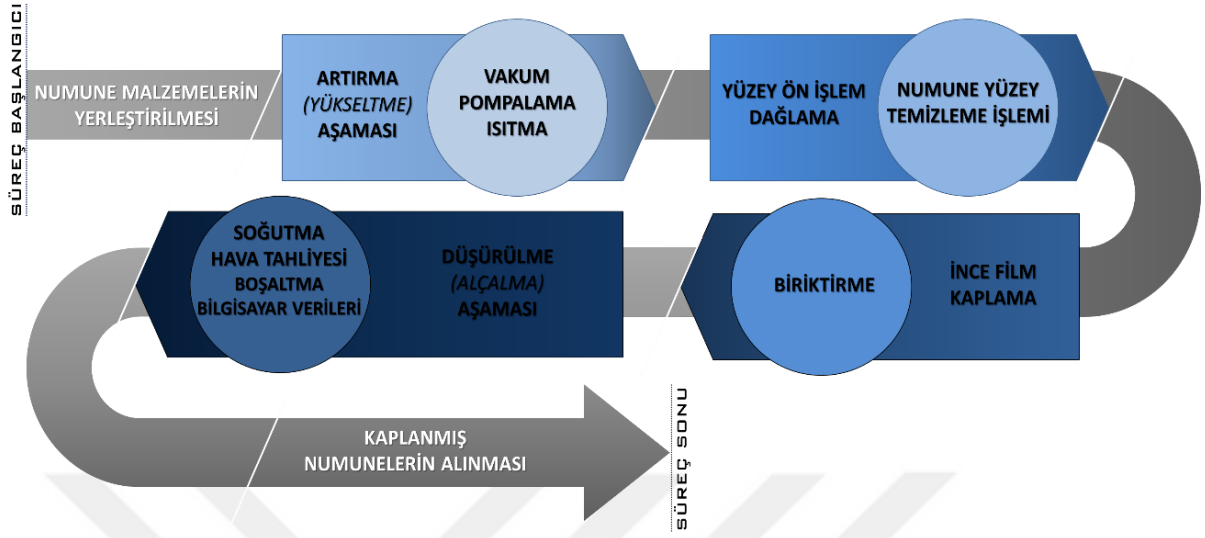 SÜREÇ BAŞLANGICI
NUMUNE MALZEMELERİN
YERLEŞTİRİLMESİ
ARTIRMA
(YÜKSELTME)
AŞAMASI
VAKUM
POMPALAMA
ISITMA
YÜZEY ÖN İŞLEM
DAĞLAMA
NUMUNE YÜZEY
TEMİZLEME İŞLEMİ
İNCE FİLM
KAPLAMA
BİRİKTİRME
DÜŞÜRÜLME
(ALÇALMA)
AŞAMASI
SOĞUTMA
HAVA TAHLİYESİ
BOŞALTMA
BİLGİSAYAR VERİLERİ
KAPLANMIŞ
NUMUNELERİN ALINMASI
SÜREÇ SONU